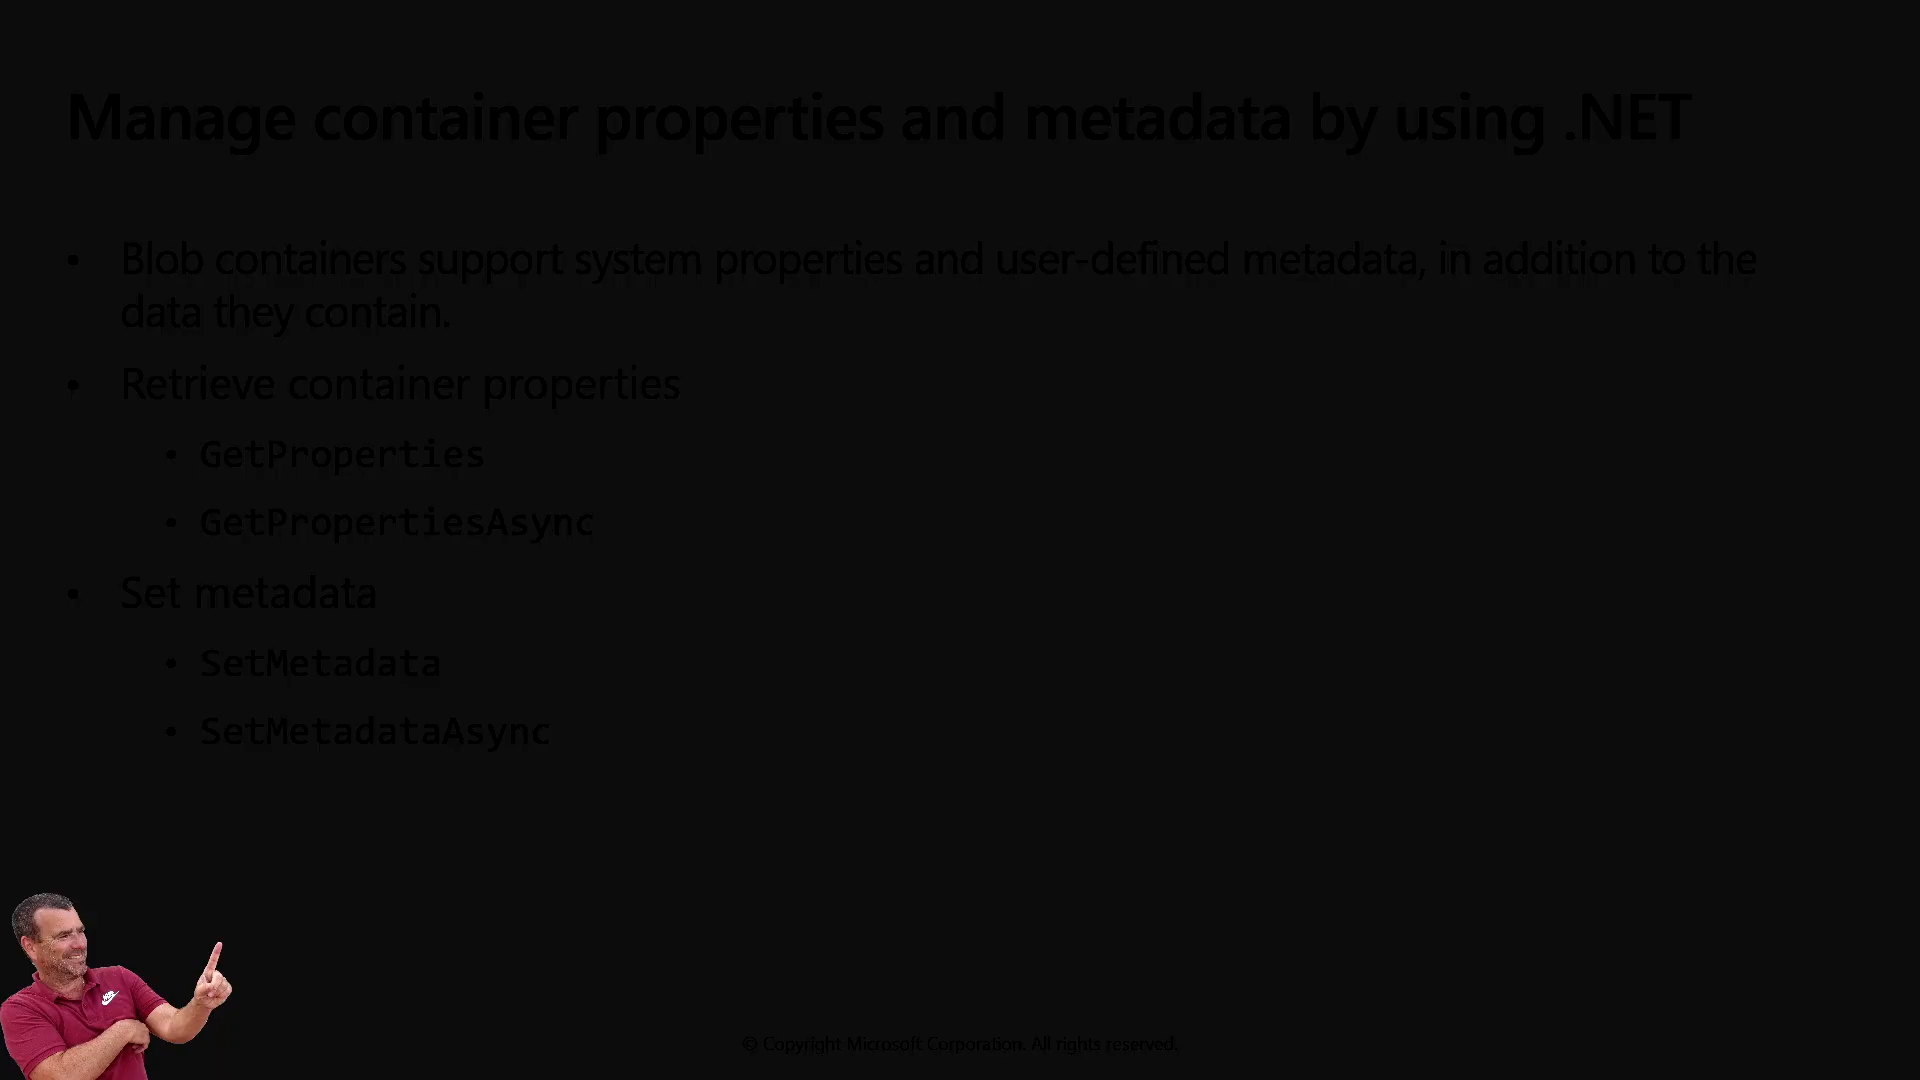 Manage container properties and metadata by using .NET
• Blob containers support system properties and user-defined metadata, in addition to the
data they contain.
• Retrieve container properties
• GetProperties
• GetPropertiesAsync
• Set metadata
• SetMetadata
• SetMetadataAsync
© Copyright Microsoft Corporation. All rights reserved.